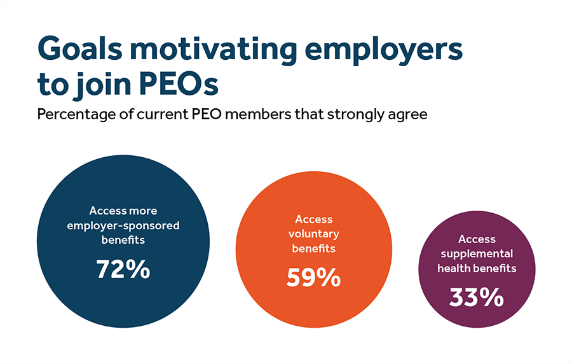 Goals motivating employers
to join PEOs
Percentage of current PEO members that strongly agree
Access more
employer-sponsored
benefits
72%
Access
voluntary
benefits
59%
Access
supplemental
health benefits
33%